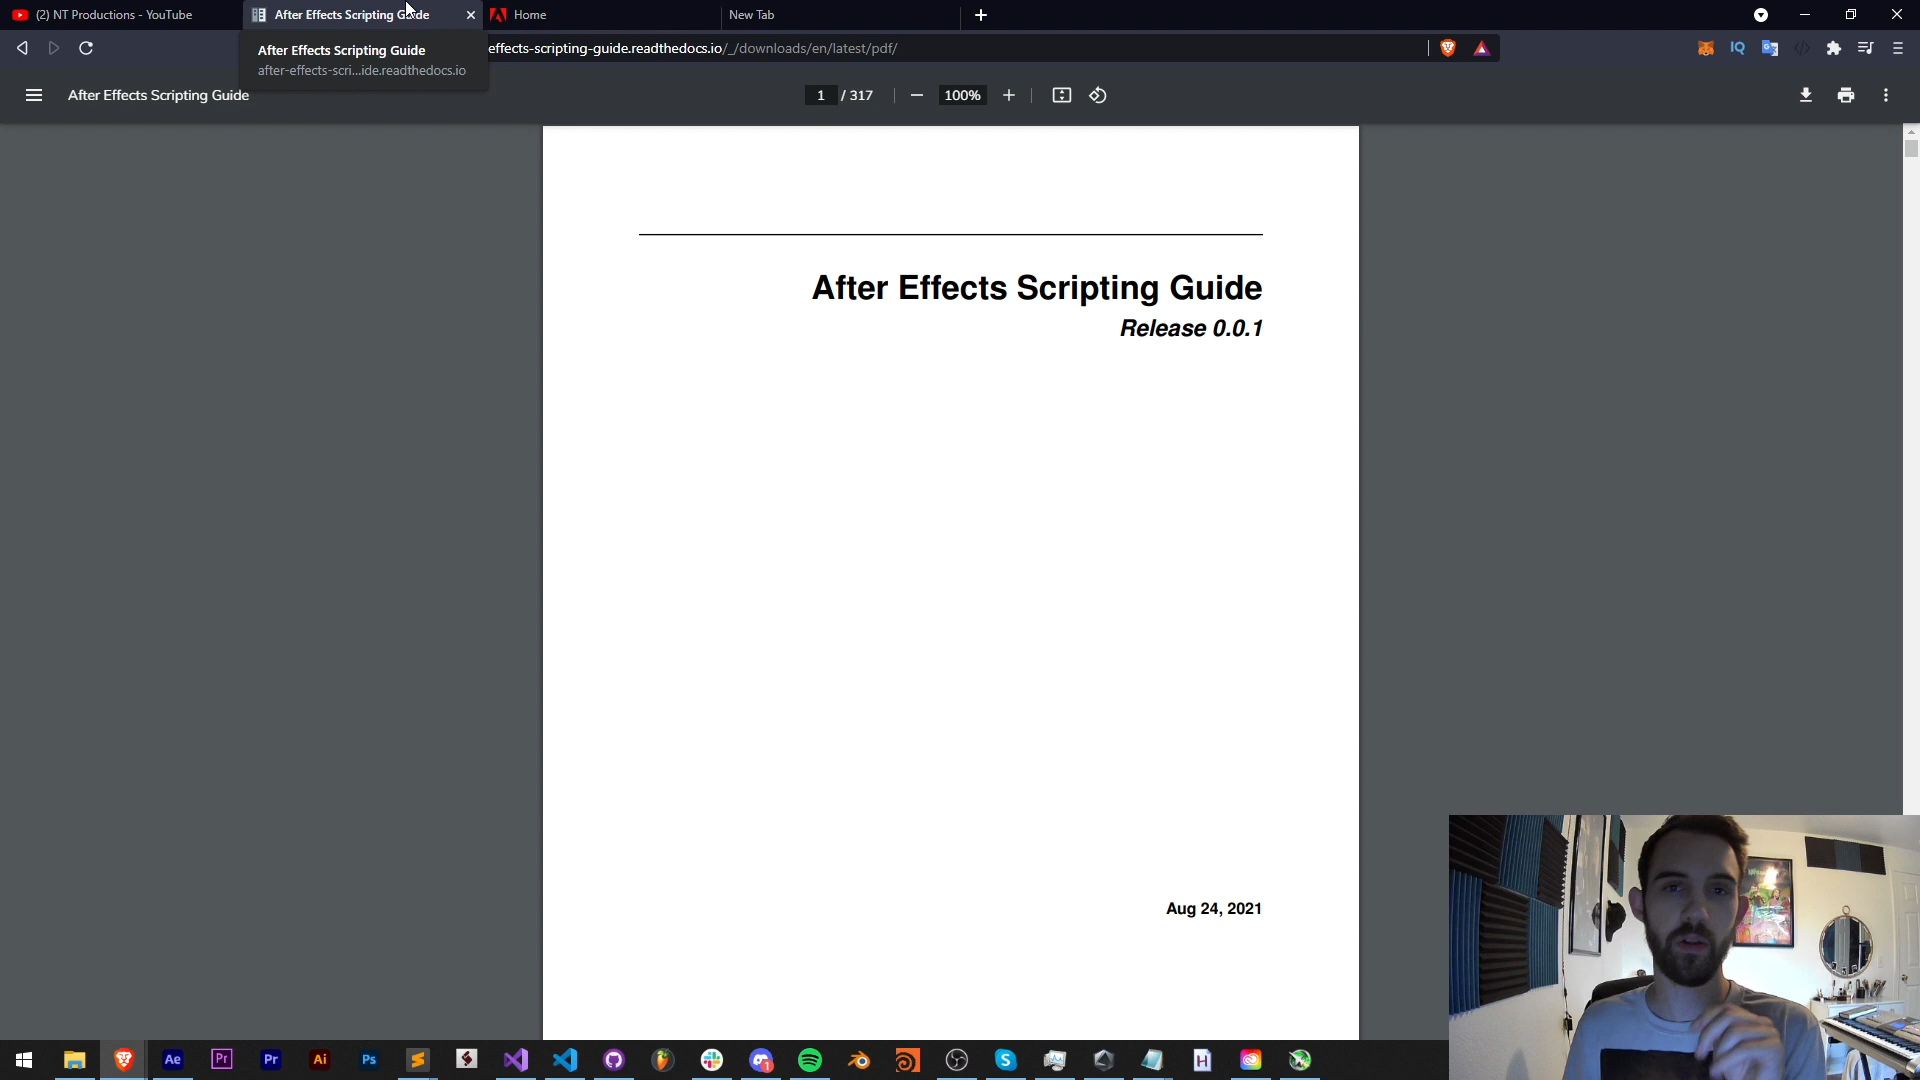 (2) NT Productions - YouTube
After Effects Scripting Guide
Home
New Tab
After Effects Scripting Guide
after-effects-scri...ide.readthedocs.io
effects-scripting-guide.readthedocs.io/_/downloads/en/latest/pdf/
IQ
After Effects Scripting Guide
1 / 317
100%
After Effects Scripting Guide
Release 0.0.1
Aug 24, 2021
Ae
Pr
Pr
Ai
Ps
1
S
H